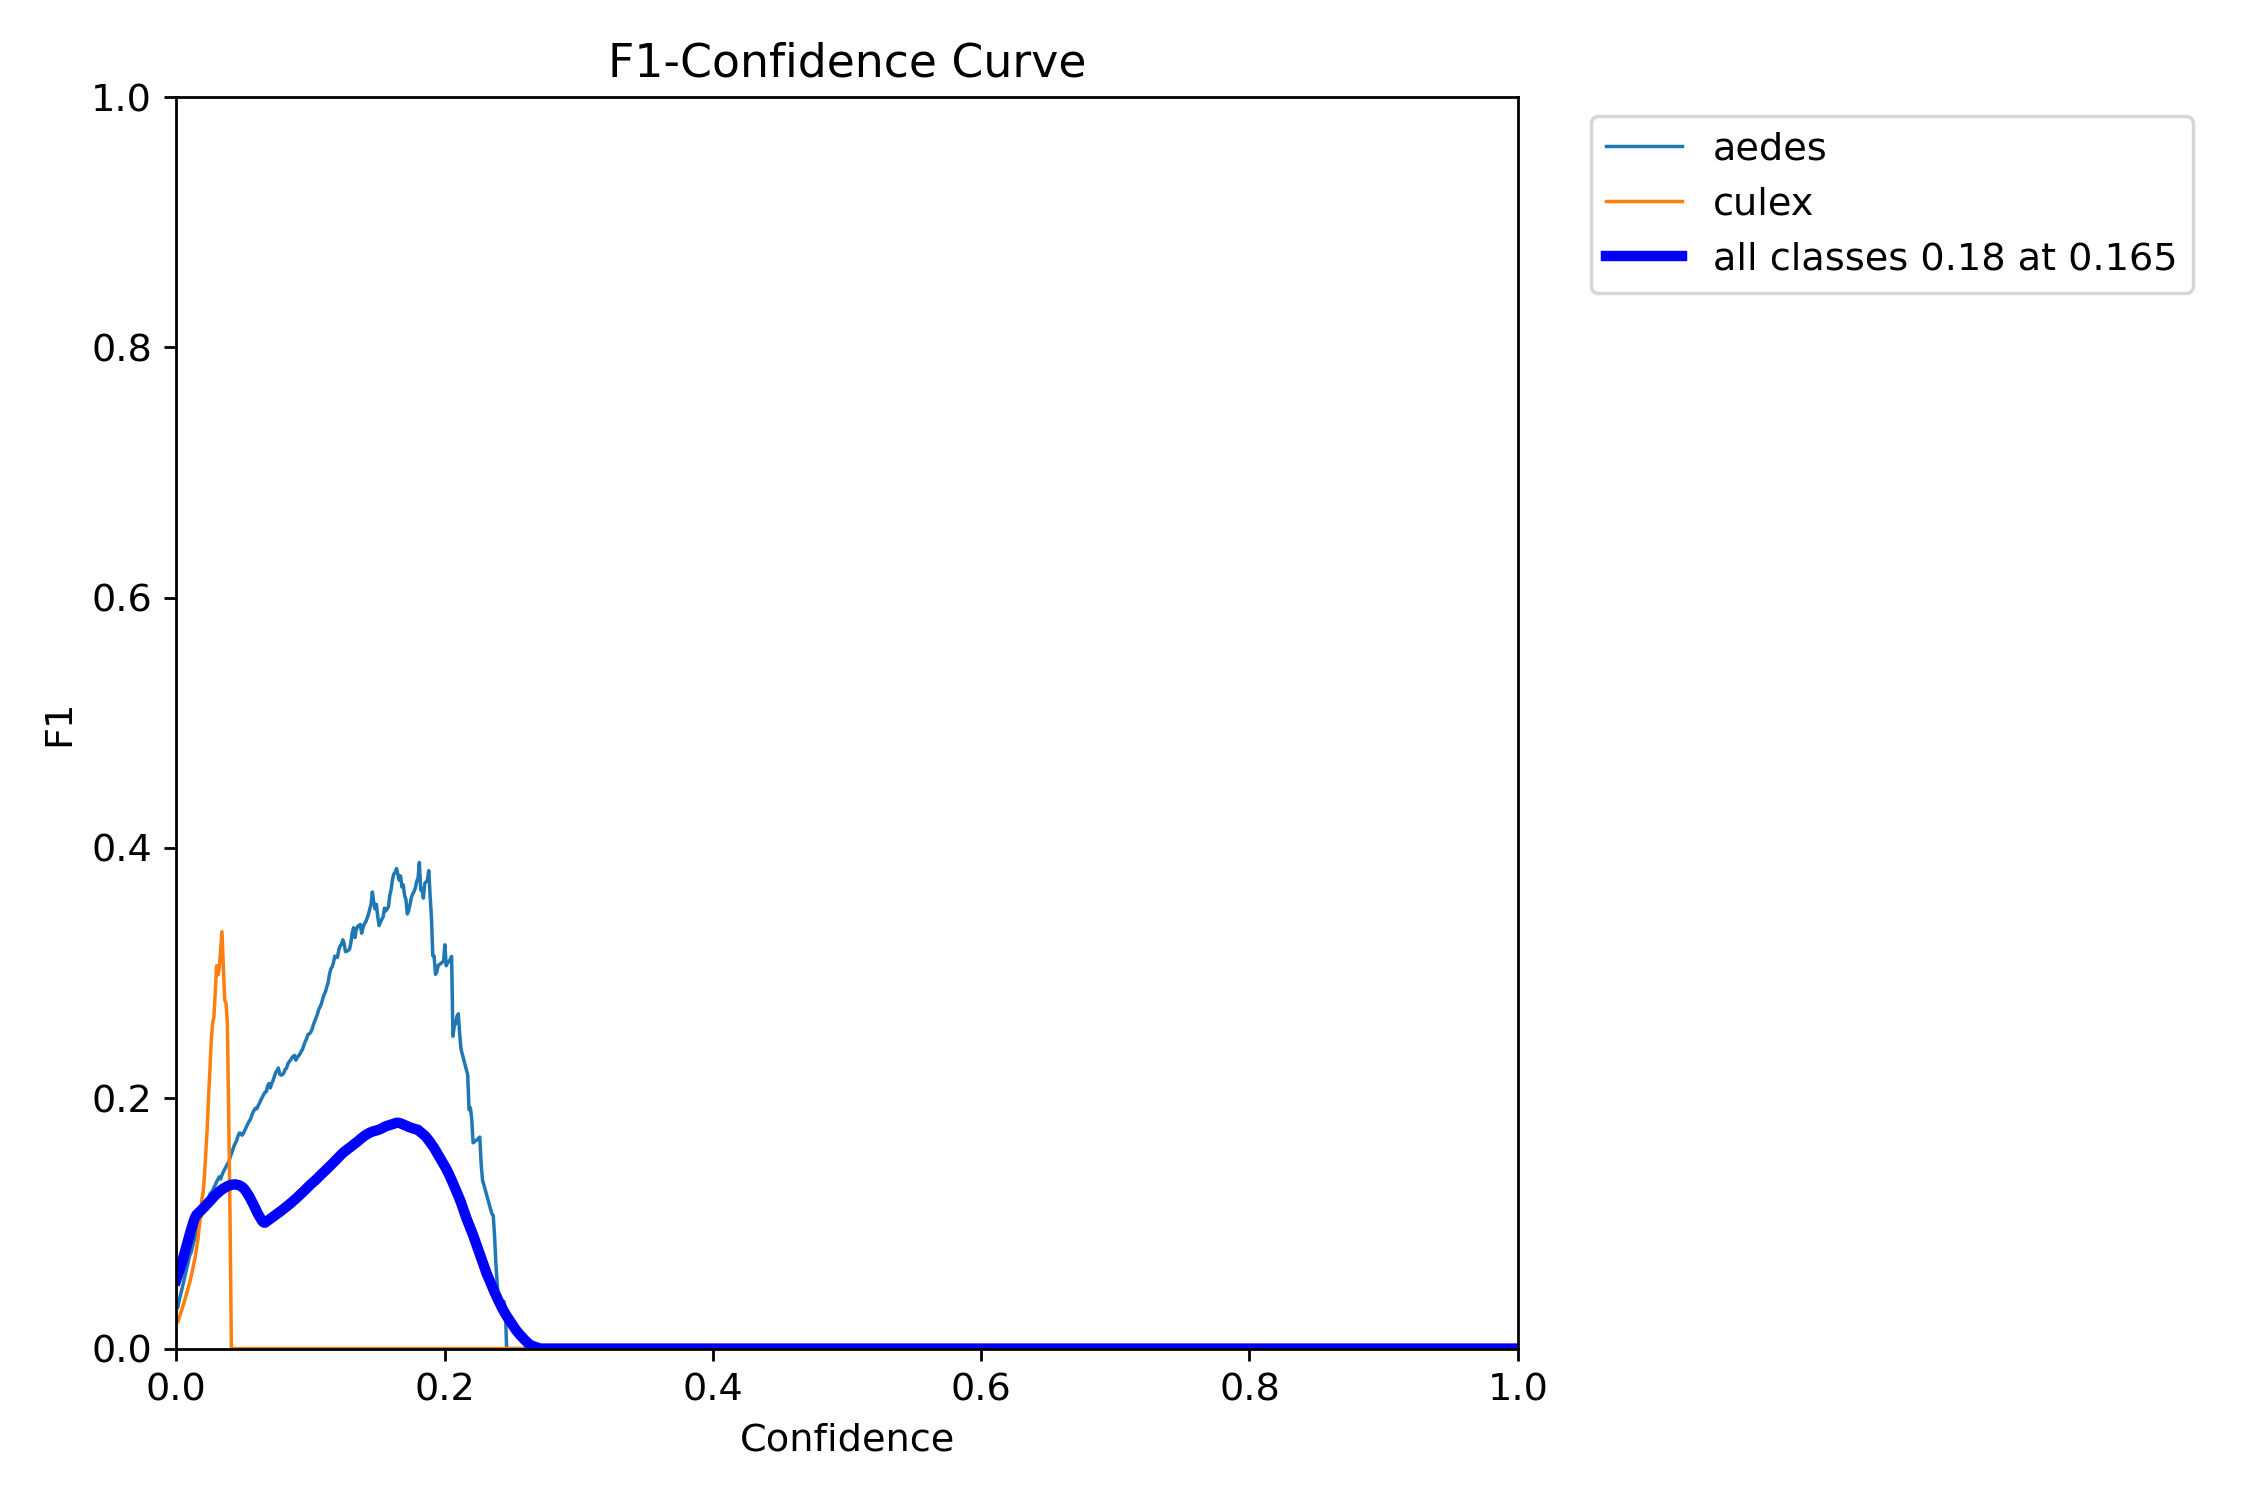 F1-Confidence Curve
aedes
culex
all classes 0.18 at 0.165
1.0
0.8
0.6
0.4
0.2
0.0
F1
0.0 0.2 0.4 0.6 0.8 1.0
Confidence